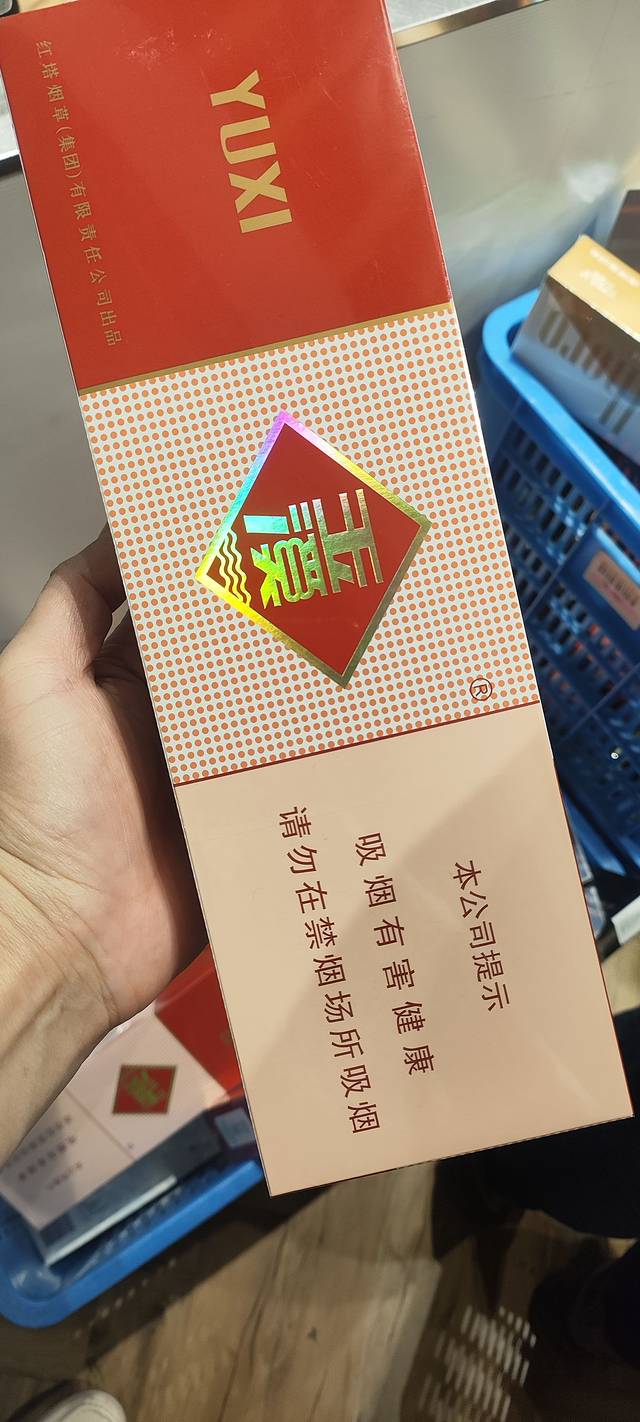 YUXI
红塔烟草(集团)有限责任公司出品
玉溪
®
本公司提示
吸烟有害健康
请勿在禁烟场所吸烟